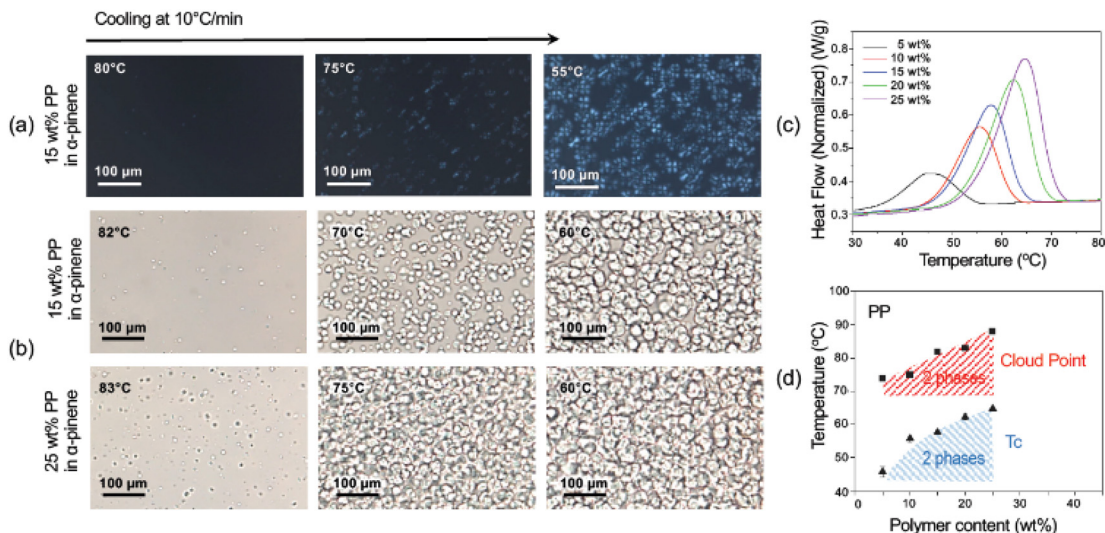 Cooling at 10°C/min
(a)
15 wt% PP
in α-pinene
80°C
100 µm
75°C
100 µm
55°C
100 µm
(b)
15 wt% PP
in α-pinene
82°C
100 µm
70°C
100 µm
60°C
100 µm
25 wt% PP
in α-pinene
83°C
100 µm
75°C
100 µm
60°C
100 µm
(c)
Heat Flow (Normalized) (W/g)
0.8
0.7
0.6
0.5
0.4
0.3
5 wt%
10 wt%
15 wt%
20 wt%
25 wt%
30 40 50 60 70 80
Temperature (°C)
(d)
Temperature (°C)
100
90
80
70
60
50
40
PP
Cloud Point
2 phases
Tc
2 phases
0 10 20 30 40
Polymer content (wt%)